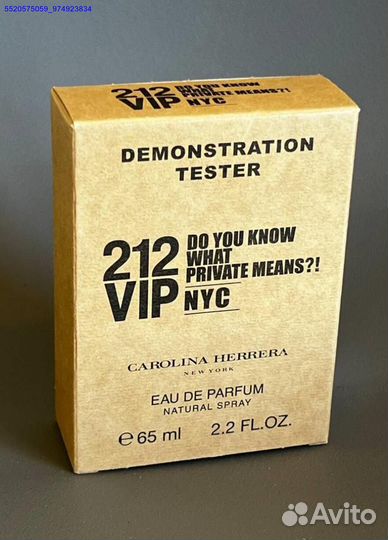 5520575059_974923834
212 VIP DO YOU KNOW
WHAT
PRIVATE MEANS?!
NYC
DEMONSTRATION
TESTER
212 VIP DO YOU KNOW
WHAT
PRIVATE MEANS?!
NYC
CAROLINA HERRERA
NEW YORK
EAU DE PARFUM
NATURAL SPRAY
℮ 65 ml 2.2 FL.OZ.
Avito